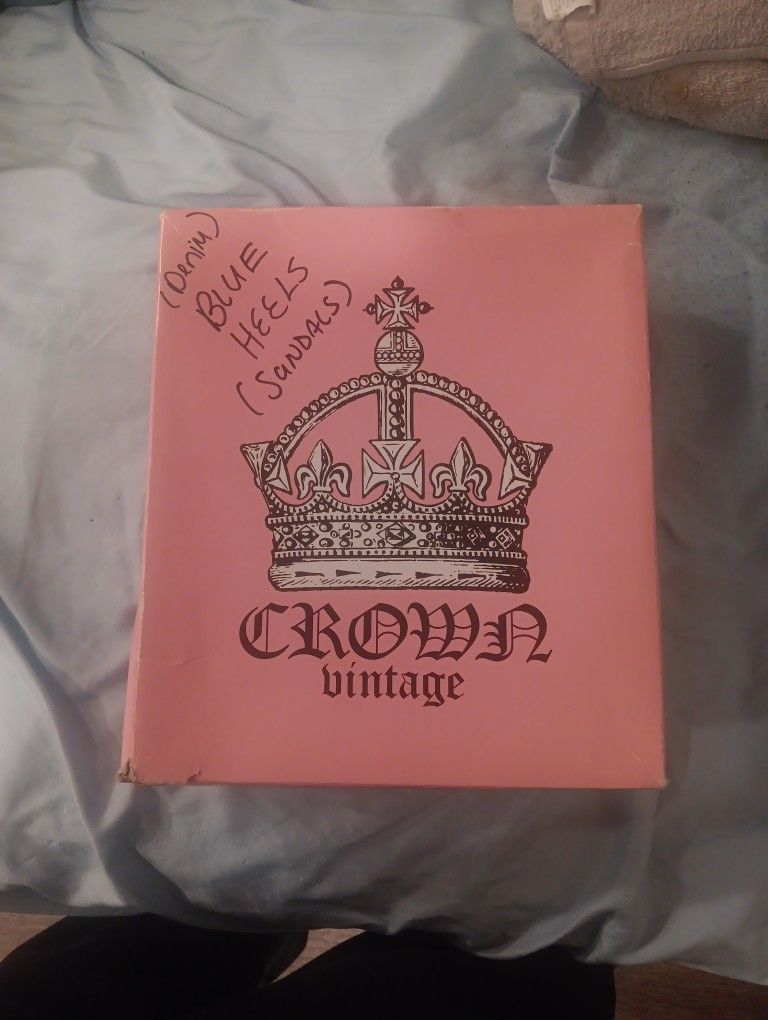 (Denim)
BLUE
HEELS
(SANDALS)
CROWN
vintage